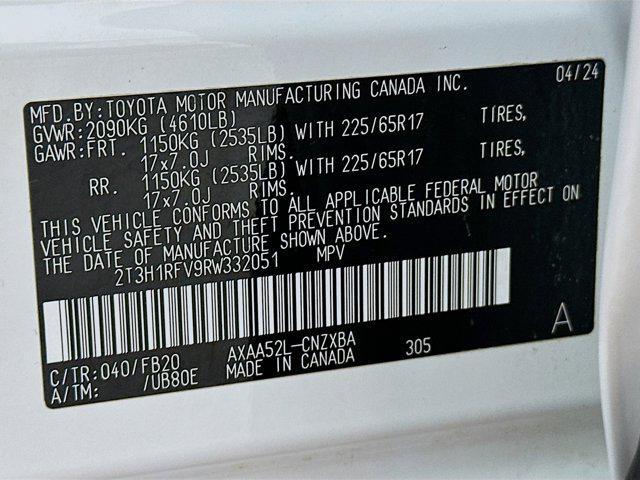 MFD.BY:TOYOTA MOTOR MANUFACTURING CANADA INC. 04/24
GVWR:2090KG (4610LB)
GAWR:FRT. 1150KG (2535LB) WITH 225/65R17 TIRES,
17x7.0J RIMS.
RR. 1150KG (2535LB) WITH 225/65R17 TIRES,
17x7.0J RIMS.
THIS VEHICLE CONFORMS TO ALL APPLICABLE FEDERAL MOTOR
VEHICLE SAFETY AND THEFT PREVENTION STANDARDS IN EFFECT ON
THE DATE OF MANUFACTURE SHOWN ABOVE.
2T3H1RFV9RW332051 MPV
A
C/TR:040/FB20 AXAA52L-CNZXBA 305
A/TM: /UB80E MADE IN CANADA